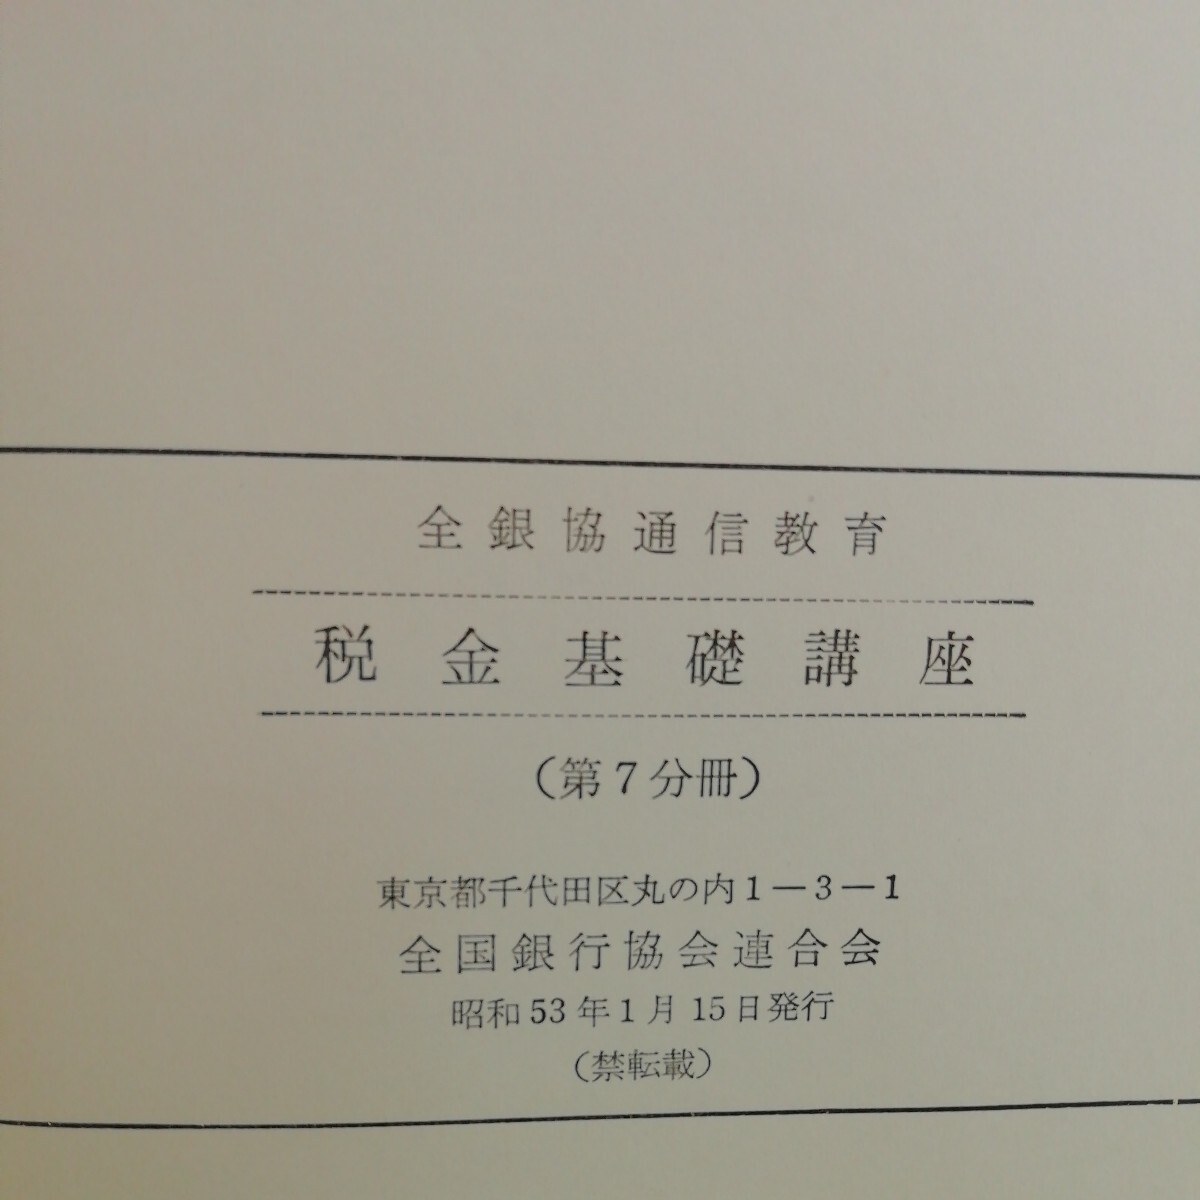 全銀協通信教育
税金基礎講座
（第7分冊）
東京都千代田区丸の内1－3－1
全国銀行協会連合会
昭和53年1月15日発行
（禁転載）